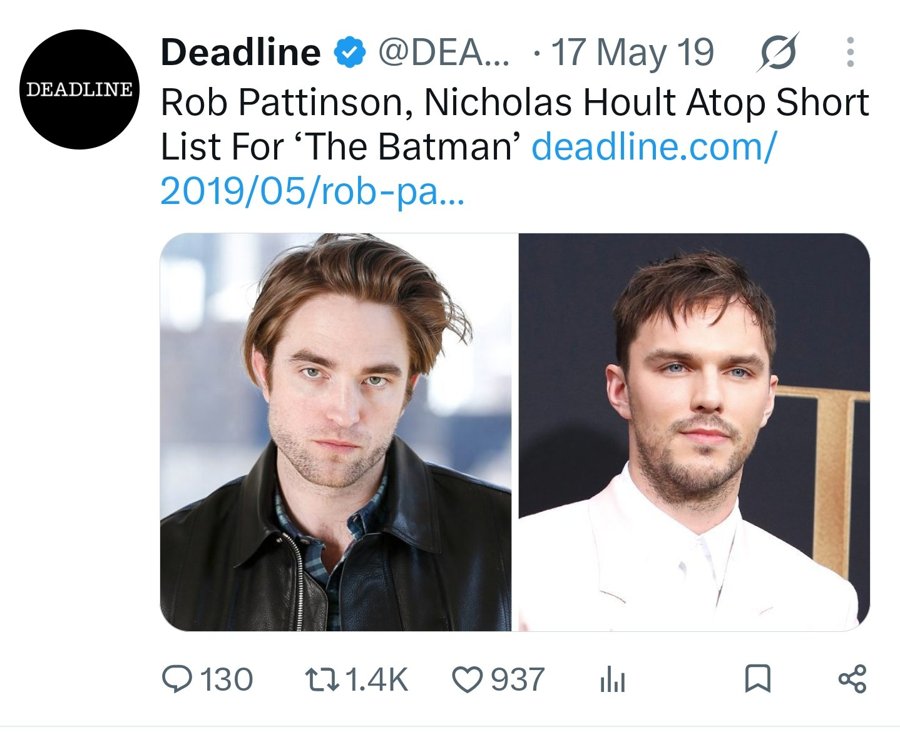 DEADLINE
Deadline @DEA... · 17 May 19
Rob Pattinson, Nicholas Hoult Atop Short
List For ‘The Batman’ deadline.com/
2019/05/rob-pa...
T
130 1.4K 937